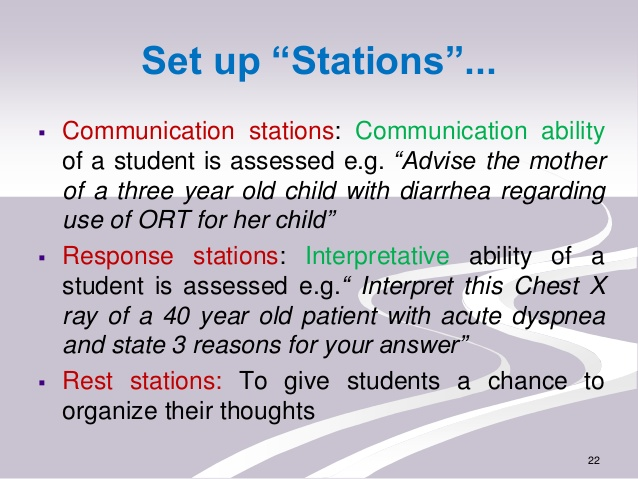 Set up “Stations”...
▪ Communication stations: Communication ability
of a student is assessed e.g. “Advise the mother
of a three year old child with diarrhea regarding
use of ORT for her child”
▪ Response stations: Interpretative ability of a
student is assessed e.g.“ Interpret this Chest X
ray of a 40 year old patient with acute dyspnea
and state 3 reasons for your answer”
▪ Rest stations: To give students a chance to
organize their thoughts
22